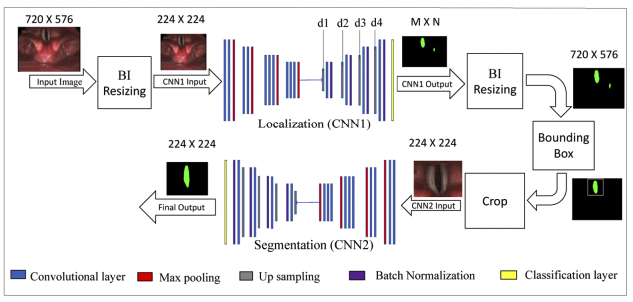 720 X 576
Input Image
BI
Resizing
224 X 224
CNN1 Input
d1
d2
d3
d4
Localization (CNN1)
M X N
CNN1 Output
BI
Resizing
720 X 576
Bounding
Box
Crop
224 X 224
CNN2 Input
Segmentation (CNN2)
224 X 224
Final Output
Convolutional layer
Max pooling
Up sampling
Batch Normalization
Classification layer